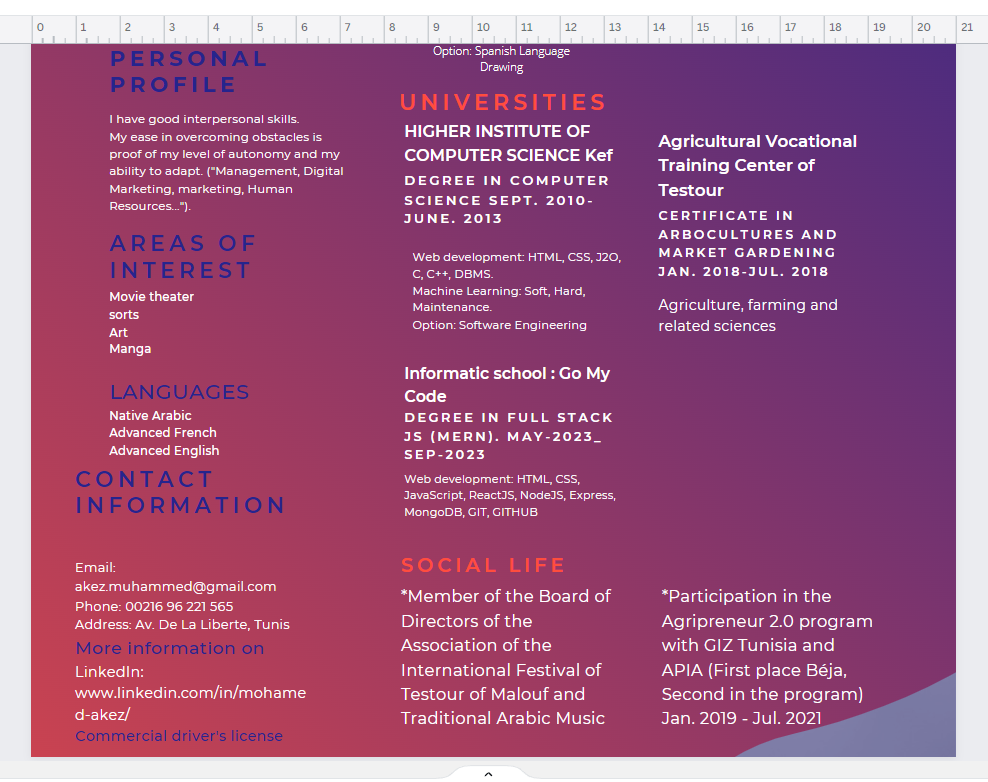 0 1 2 3 4 5 6 7 8 9 10 11 12 13 14 15 16 17 18 19 20 21
PERSONAL
PROFILE
I have good interpersonal skills.
My ease in overcoming obstacles is
proof of my level of autonomy and my
ability to adapt. ("Management, Digital
Marketing, marketing, Human
Resources...").
AREAS OF
INTEREST
Movie theater
sorts
Art
Manga
LANGUAGES
Native Arabic
Advanced French
Advanced English
CONTACT
INFORMATION
Email:
akez.muhammed@gmail.com
Phone: 00216 96 221 565
Address: Av. De La Liberte, Tunis
More information on
LinkedIn:
www.linkedin.com/in/mohame
d-akez/
Commercial driver's license
Option: Spanish Language
Drawing
UNIVERSITIES
HIGHER INSTITUTE OF
COMPUTER SCIENCE Kef
DEGREE IN COMPUTER
SCIENCE SEPT. 2010-
JUNE. 2013
Web development: HTML, CSS, J2O,
C, C++, DBMS.
Machine Learning: Soft, Hard,
Maintenance.
Option: Software Engineering
Informatic school : Go My
Code
DEGREE IN FULL STACK
JS (MERN). MAY-2023_
SEP-2023
Web development: HTML, CSS,
JavaScript, ReactJS, NodeJS, Express,
MongoDB, GIT, GITHUB
Agricultural Vocational
Training Center of
Testour
CERTIFICATE IN
ARBOCULTURES AND
MARKET GARDENING
JAN. 2018-JUL. 2018
Agriculture, farming and
related sciences
SOCIAL LIFE
*Member of the Board of
Directors of the
Association of the
International Festival of
Testour of Malouf and
Traditional Arabic Music
*Participation in the
Agripreneur 2.0 program
with GIZ Tunisia and
APIA (First place Béja,
Second in the program)
Jan. 2019 - Jul. 2021